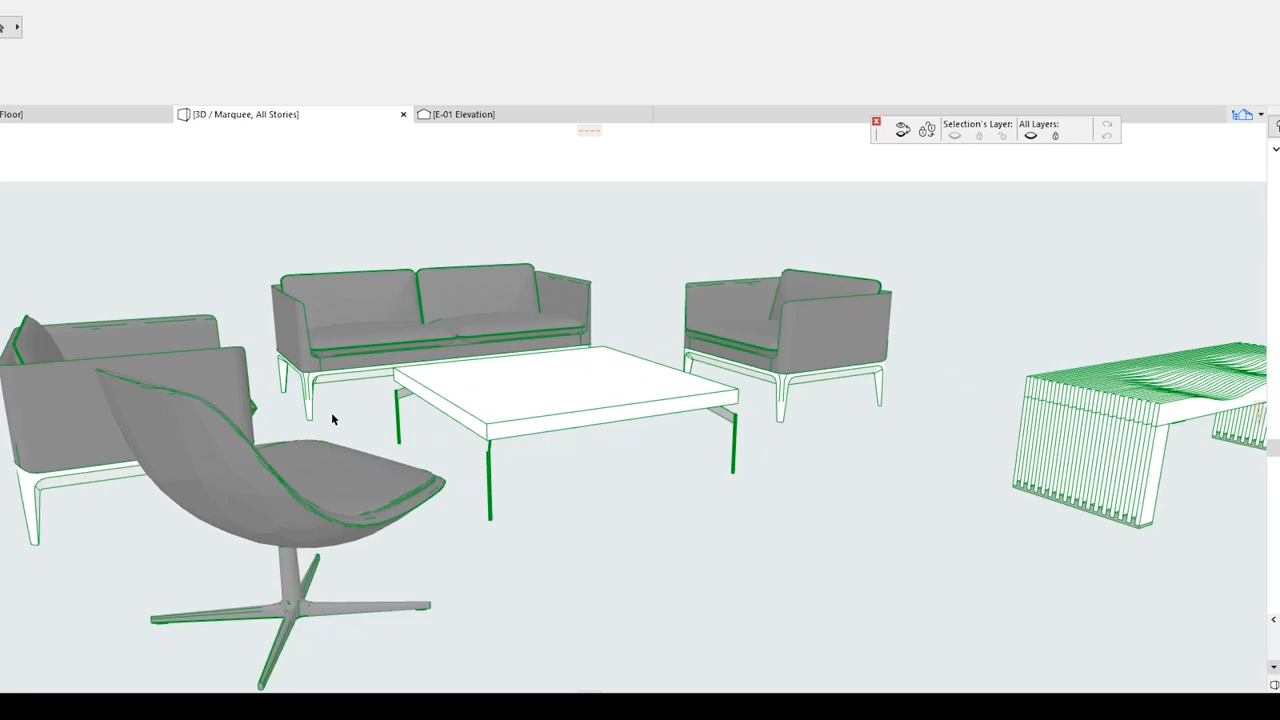 Floor]
[3D / Marquee, All Stories]
[E-01 Elevation]
Selection's Layer:
All Layers: